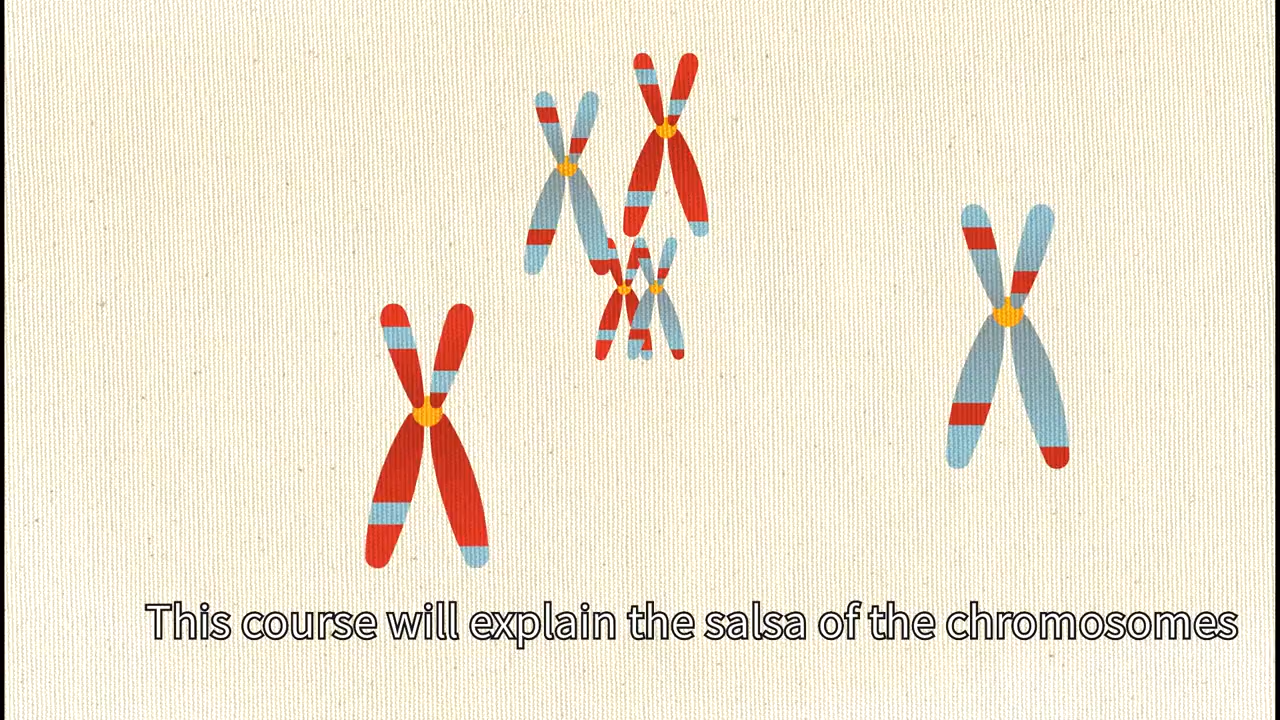 This course will explain the salsa of the chromosomes